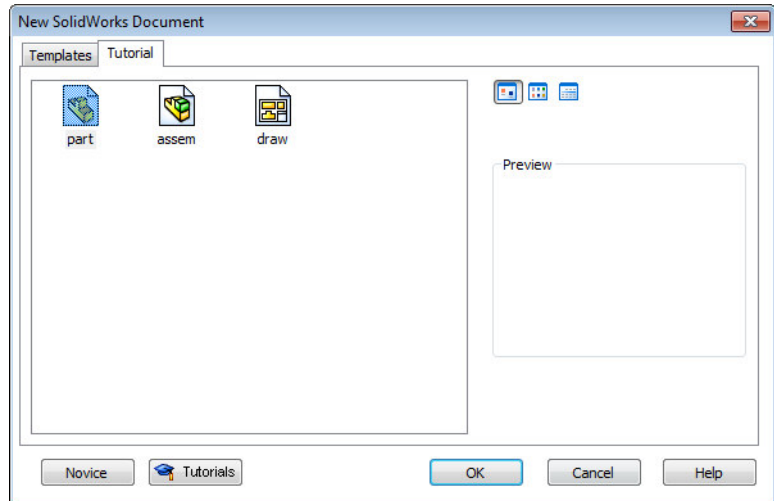 New SolidWorks Document
Templates Tutorial
part assem draw
Preview
Novice Tutorials OK Cancel Help